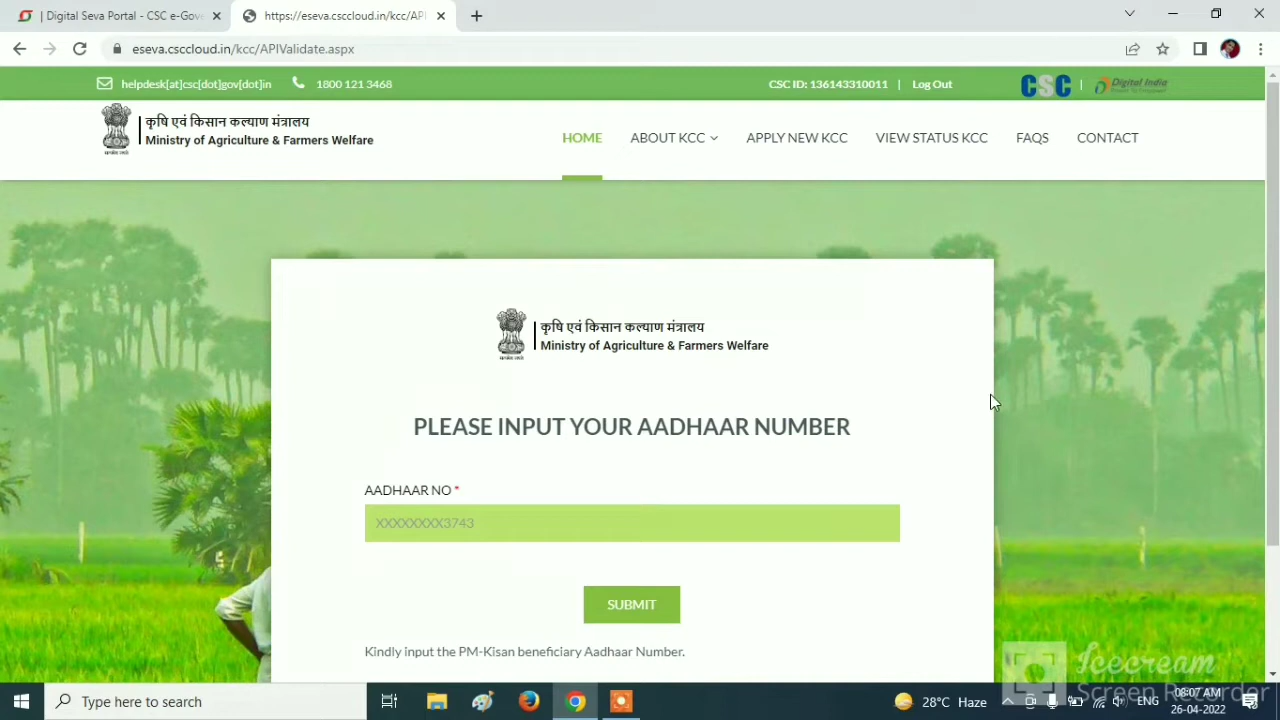 | Digital Seva Portal - CSC e-Gov
https://eseva.csccloud.in/kcc/API
eseva.csccloud.in/kcc/APIValidate.aspx
helpdesk[at]csc[dot]gov[dot]in
1800 121 3468
CSC ID: 136143310011 | Log Out
CSC | Digital India
कृषि एवं किसान कल्याण मंत्रालय
Ministry of Agriculture & Farmers Welfare
HOME
ABOUT KCC
APPLY NEW KCC
VIEW STATUS KCC
FAQS
CONTACT
कृषि एवं किसान कल्याण मंत्रालय
Ministry of Agriculture & Farmers Welfare
PLEASE INPUT YOUR AADHAAR NUMBER
AADHAAR NO *
XXXXXXXX3743
SUBMIT
Kindly input the PM-Kisan beneficiary Aadhaar Number.
Icecream
Screen Recorder
Type here to search
28°C Haze
ENG
08:07 AM
26-04-2022